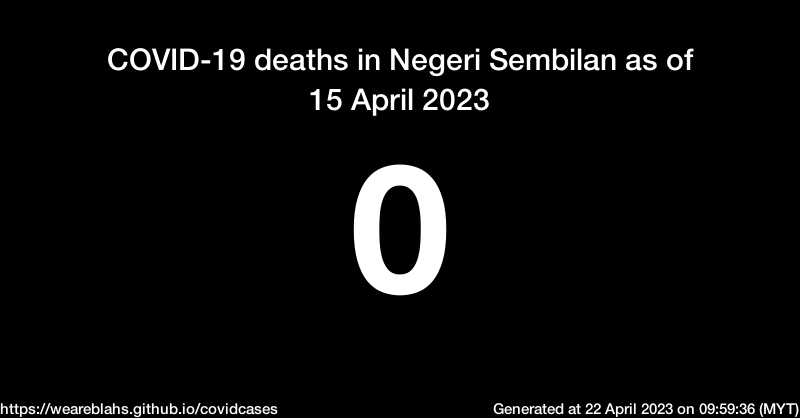 COVID-19 deaths in Negeri Sembilan as of
15 April 2023
0
https://weareblahs.github.io/covidcases
Generated at 22 April 2023 on 09:59:36 (MYT)